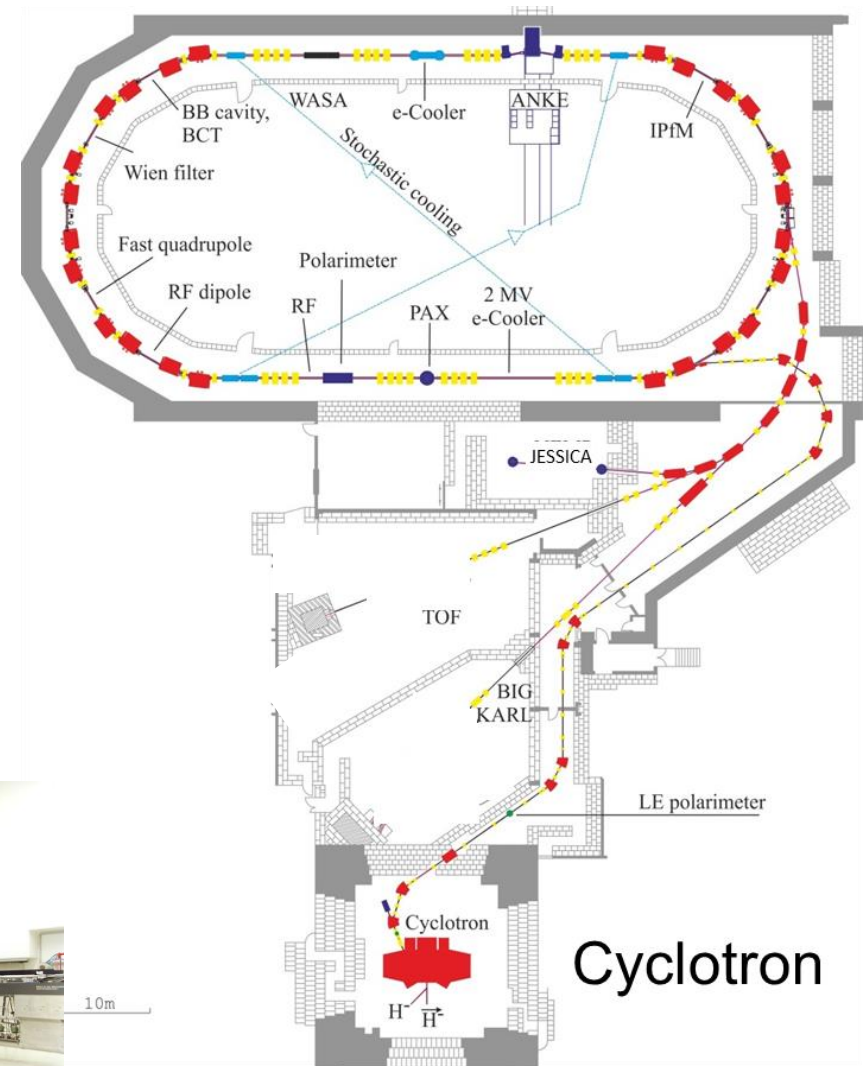 WASA
e-Cooler
ANKE
BB cavity,
BCT
IPfM
Wien filter
Stochastic cooling
Fast quadrupole
Polarimeter
RF dipole
RF
PAX
2 MV
e-Cooler
JESSICA
TOF
BIG
KARL
LE polarimeter
Cyclotron
Cyclotron
H⁻
H⁻
10m